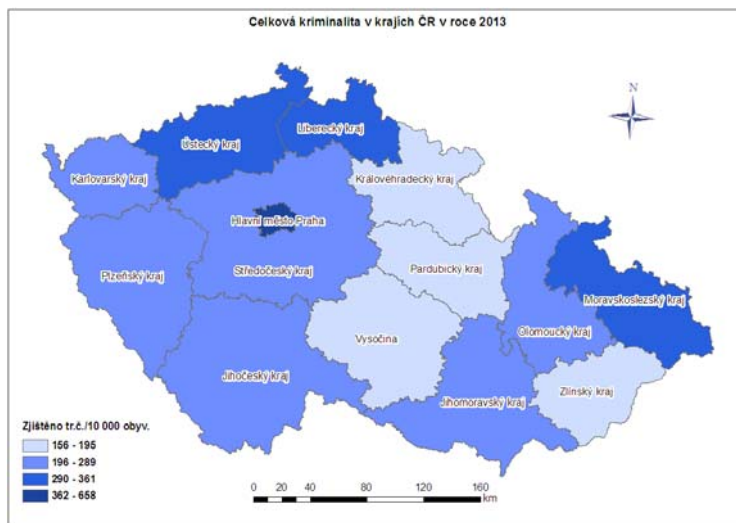 Celková kriminalita v krajích ČR v roce 2013
N
Ústecký kraj
Liberecký kraj
Karlovarský kraj
Královéhradecký kraj
Hlavní město Praha
Plzeňský kraj
Středočeský kraj
Pardubický kraj
Moravskoslezský kraj
Olomoucký kraj
Vysočina
Jihočeský kraj
Jihomoravský kraj
Zlínský kraj
Zjištěno tr.č./10 000 obyv.
156 - 195
196 - 289
290 - 361
362 - 658
0 20 40 80 120 160
km